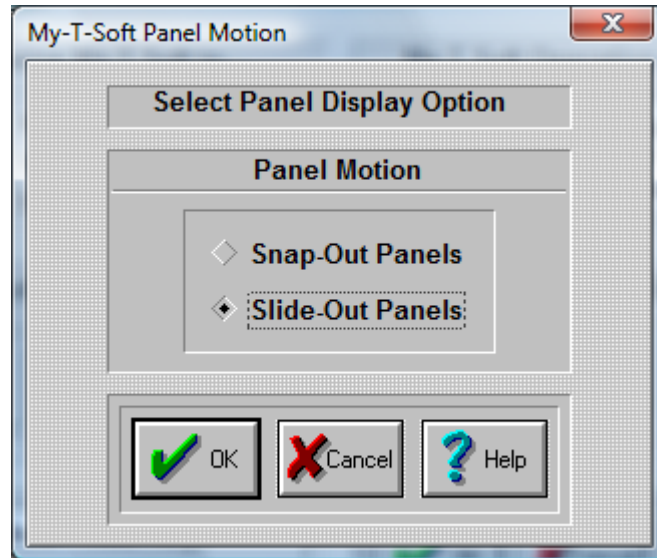 My-T-Soft Panel Motion
Select Panel Display Option
Panel Motion
Snap-Out Panels
Slide-Out Panels
OK
Cancel
Help